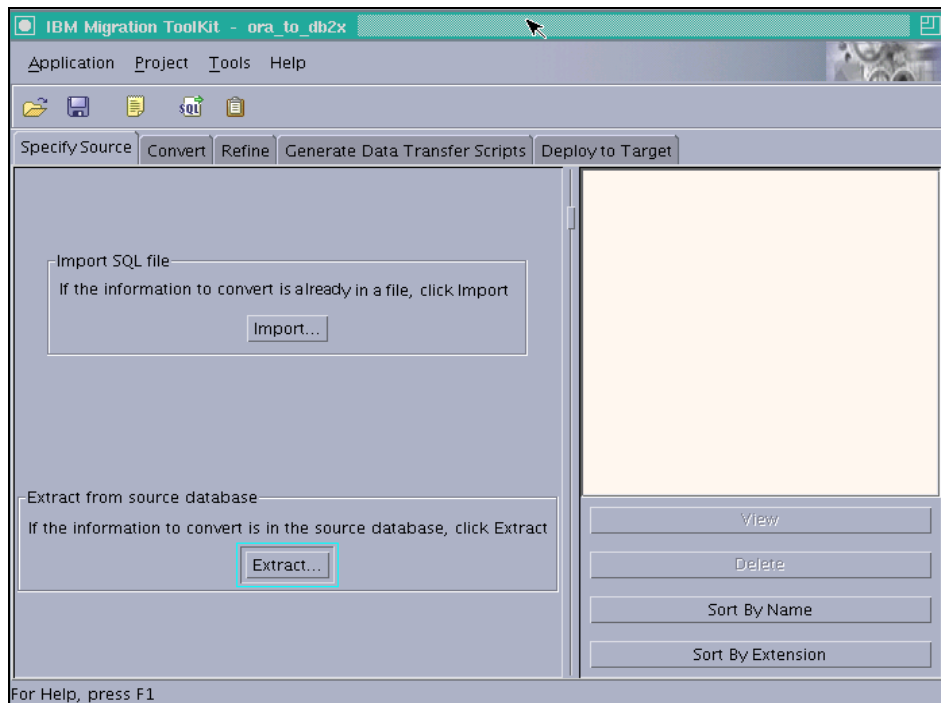 IBM Migration ToolKit - ora_to_db2x
Application Project Tools Help
SQL
Specify Source Convert Refine Generate Data Transfer Scripts Deploy to Target
Import SQL file
If the information to convert is already in a file, click Import
Import...
Extract from source database
If the information to convert is in the source database, click Extract
Extract...
View
Delete
Sort By Name
Sort By Extension
For Help, press F1